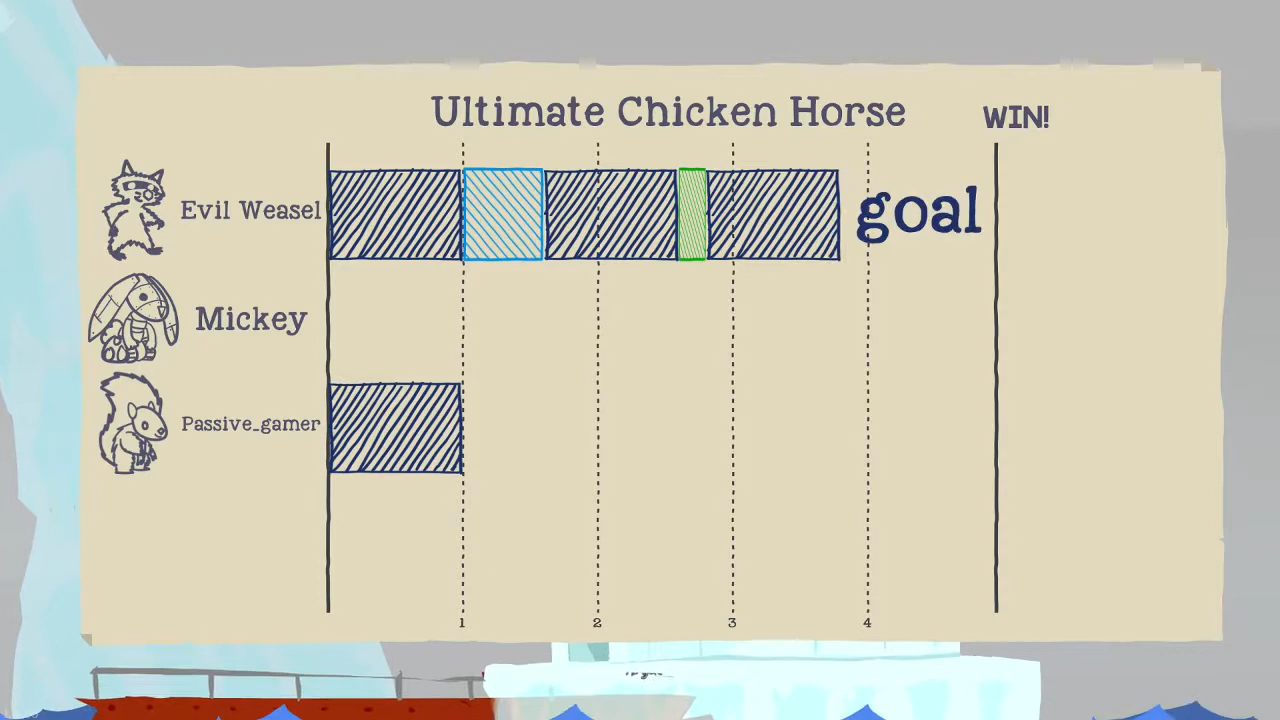 Ultimate Chicken Horse
WIN!
Evil Weasel
goal
Mickey
Passive_gamer
1 2 3 4